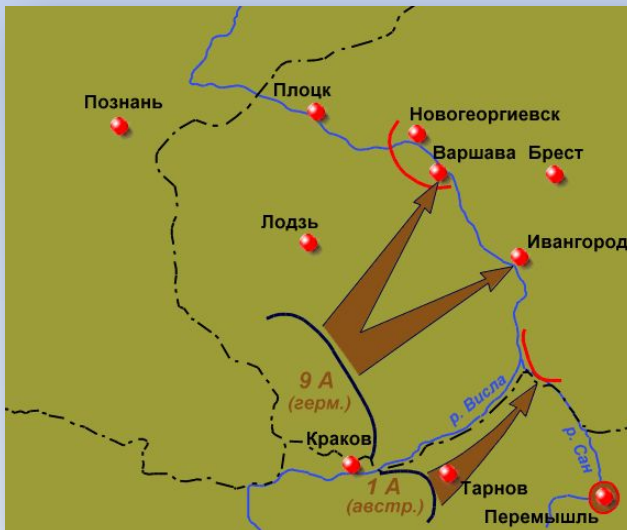 Плоцк
Познань
Новогеоргиевск
Варшава
Брест
Лодзь
Ивангород
9 А
(герм.)
р. Висла
Краков
р. Сан
1 А
(австр.)
Тарнов
Перемышль